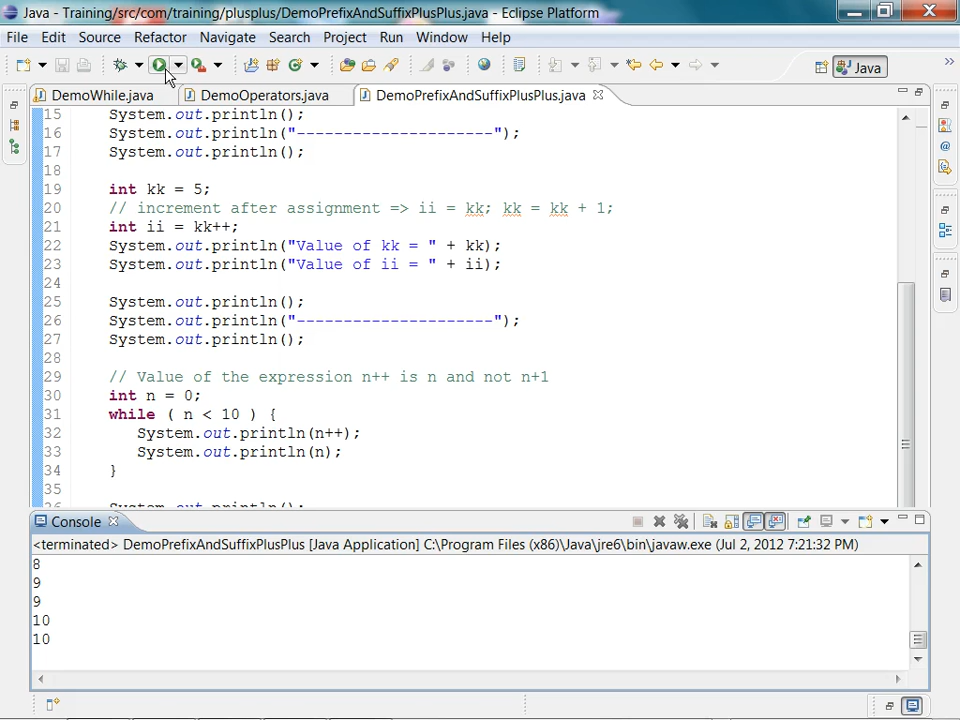 Java - Training/src/com/training/plusplus/DemoPrefixAndSuffixPlusPlus.java - Eclipse Platform
File Edit Source Refactor Navigate Search Project Run Window Help
Java
DemoWhile.java DemoOperators.java DemoPrefixAndSuffixPlusPlus.java
15 System.out.println();
16 System.out.println("---------------------");
17 System.out.println();
18
19 int kk = 5;
20 // increment after assignment => ii = kk; kk = kk + 1;
21 int ii = kk++;
22 System.out.println("Value of kk = " + kk);
23 System.out.println("Value of ii = " + ii);
24
25 System.out.println();
26 System.out.println("---------------------");
27 System.out.println();
28
29 // Value of the expression n++ is n and not n+1
30 int n = 0;
31 while ( n < 10 ) {
32 System.out.println(n++);
33 System.out.println(n);
34 }
35
Console
<terminated> DemoPrefixAndSuffixPlusPlus [Java Application] C:\Program Files (x86)\Java\jre6\bin\javaw.exe (Jul 2, 2012 7:21:32 PM)
8
9
9
10
10